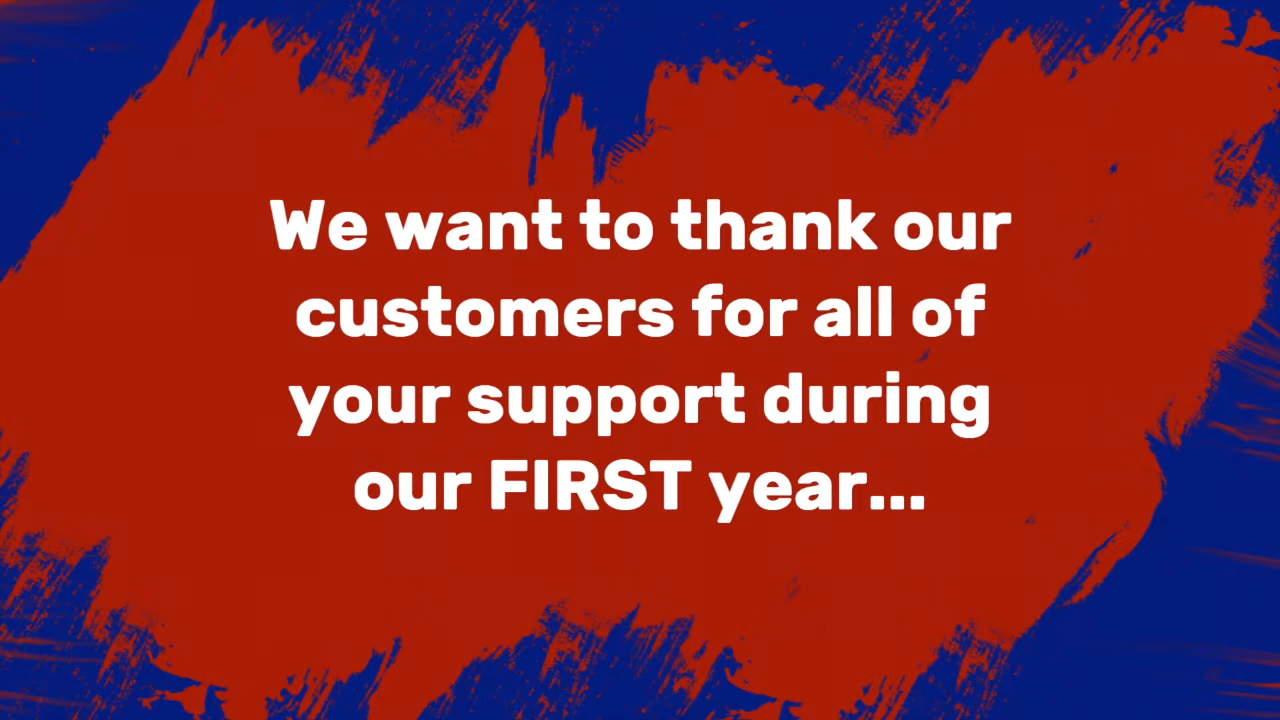 We want to thank our
customers for all of
your support during
our FIRST year...